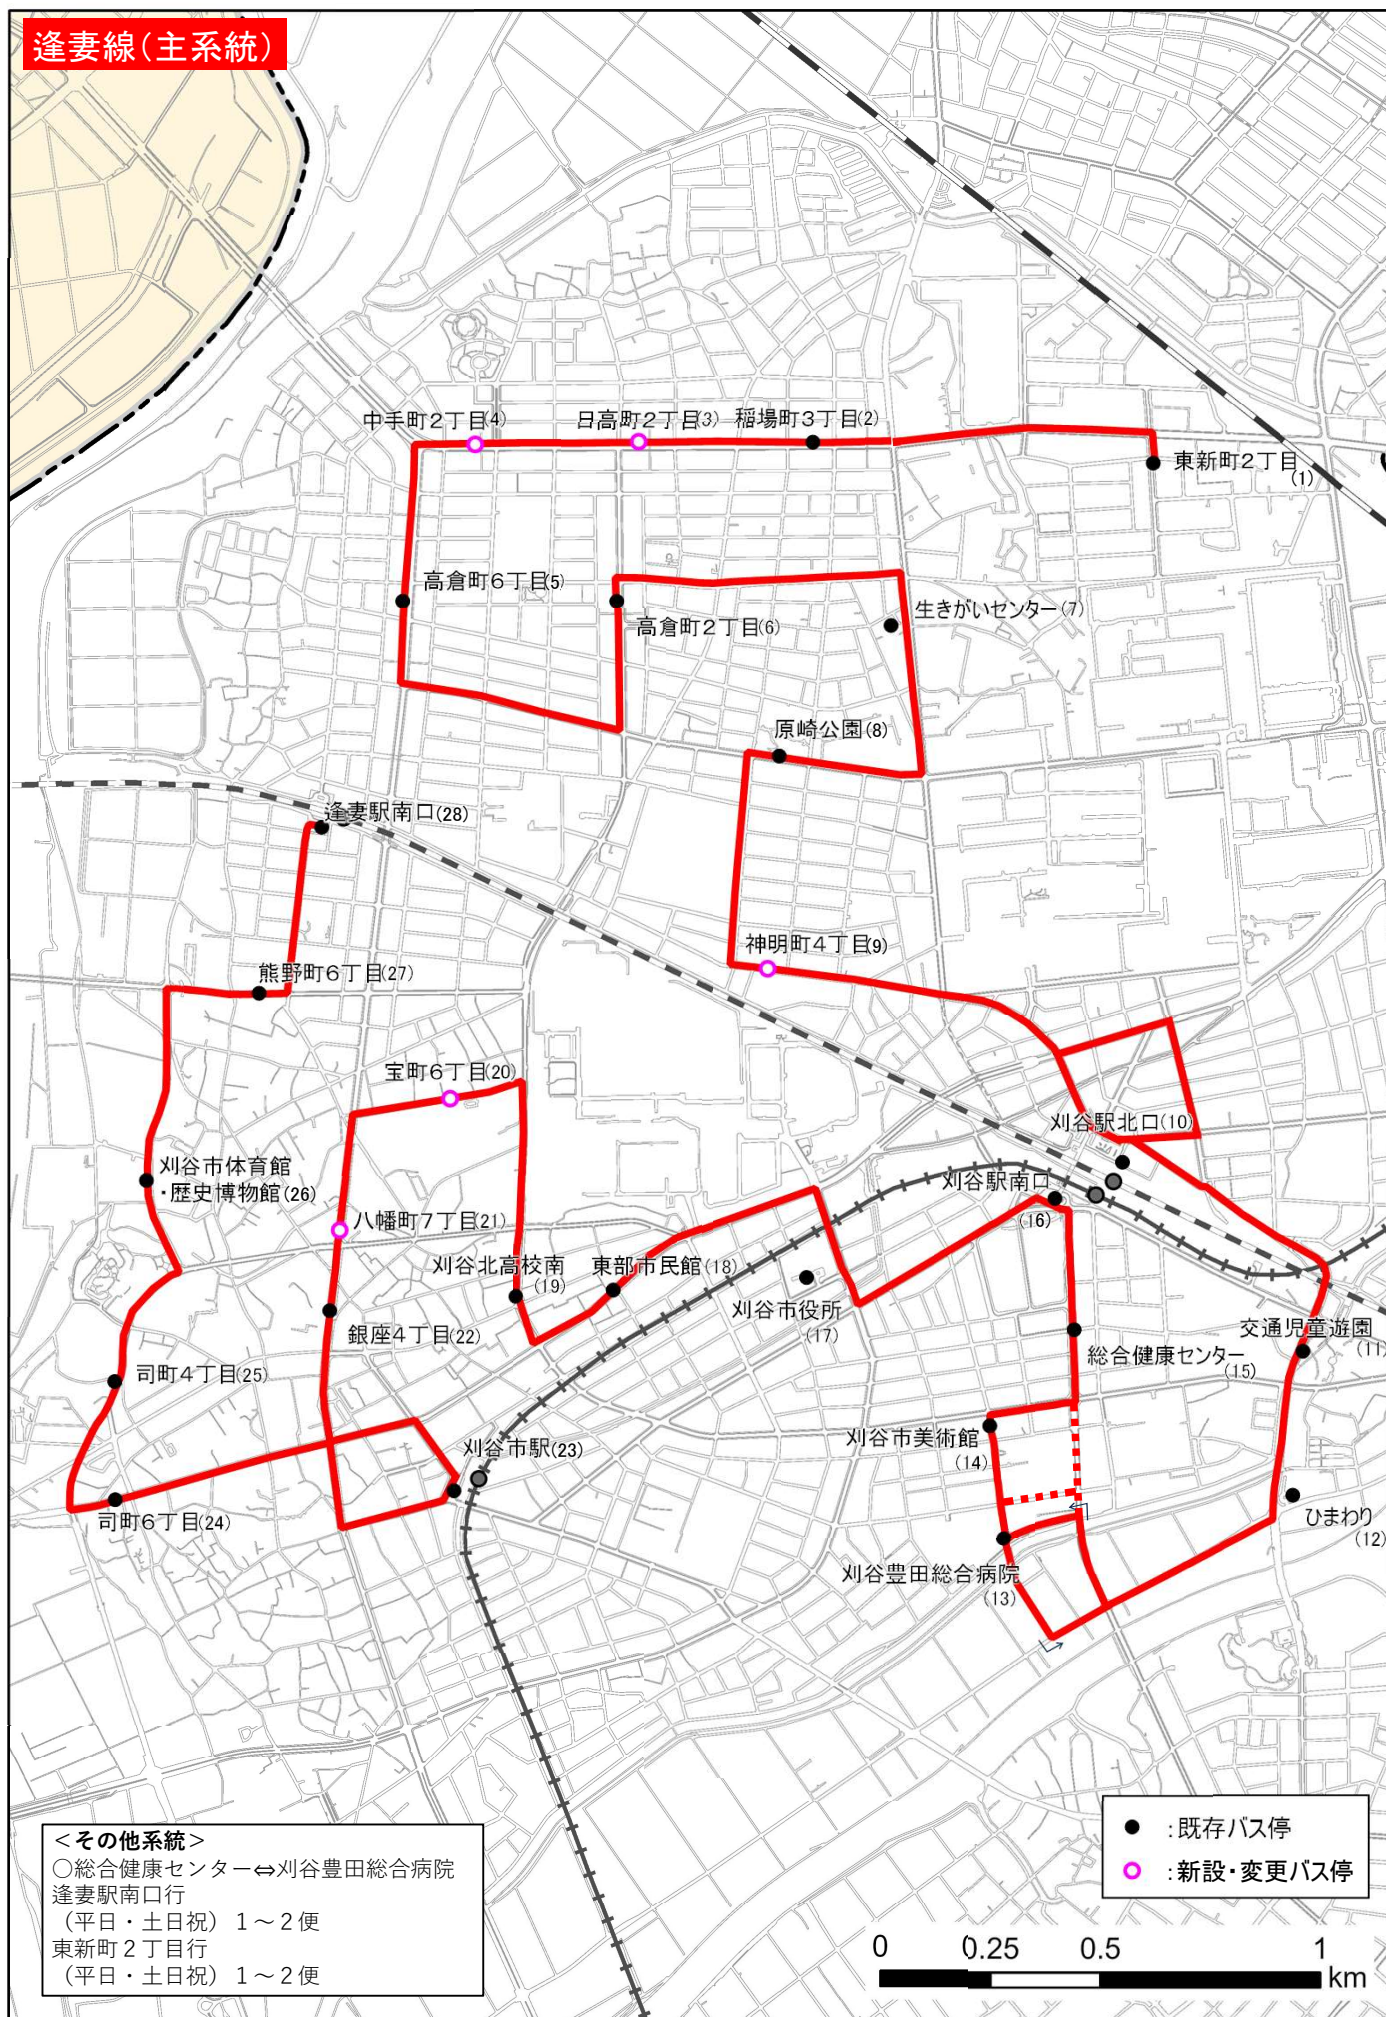 逢妻線(主系統)
中手町2丁目(4)
日高町2丁目(3)
稲場町3丁目(2)
東新町2丁目
(1)
高倉町6丁目(5)
高倉町2丁目(6)
生きがいセンター(7)
原崎公園(8)
逢妻駅南口(28)
神明町4丁目(9)
熊野町6丁目(27)
宝町6丁目(20)
刈谷駅北口(10)
刈谷市体育館
・歴史博物館(26)
刈谷駅南口
(16)
八幡町7丁目(21)
刈谷北高校南
(19)
東部市民館(18)
刈谷市役所
(17)
銀座4丁目(22)
交通児童遊園
(11)
総合健康センター
(15)
司町4丁目(25)
刈谷市美術館
(14)
刈谷市駅(23)
司町6丁目(24)
ひまわり
(12)
刈谷豊田総合病院
(13)
<その他系統>
○総合健康センター⇔刈谷豊田総合病院
逢妻駅南口行
（平日・土日祝）1～2便
東新町2丁目行
（平日・土日祝）1～2便
:既存バス停
:新設・変更バス停
0 0.25 0.5 1
km